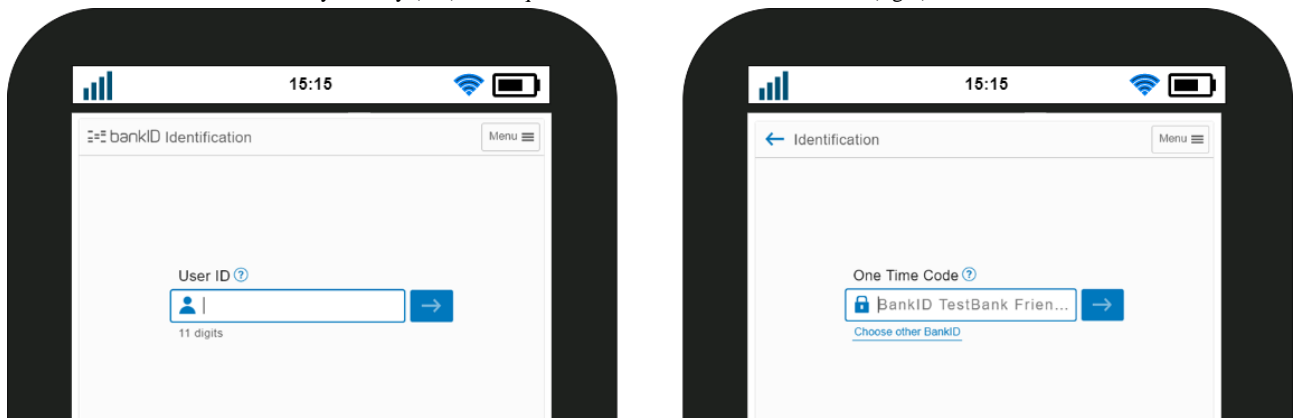 15:15
bankID Identification
Menu
User ID ?
11 digits
15:15
Identification
Menu
One Time Code ?
BankID TestBank Frien...
Choose other BankID